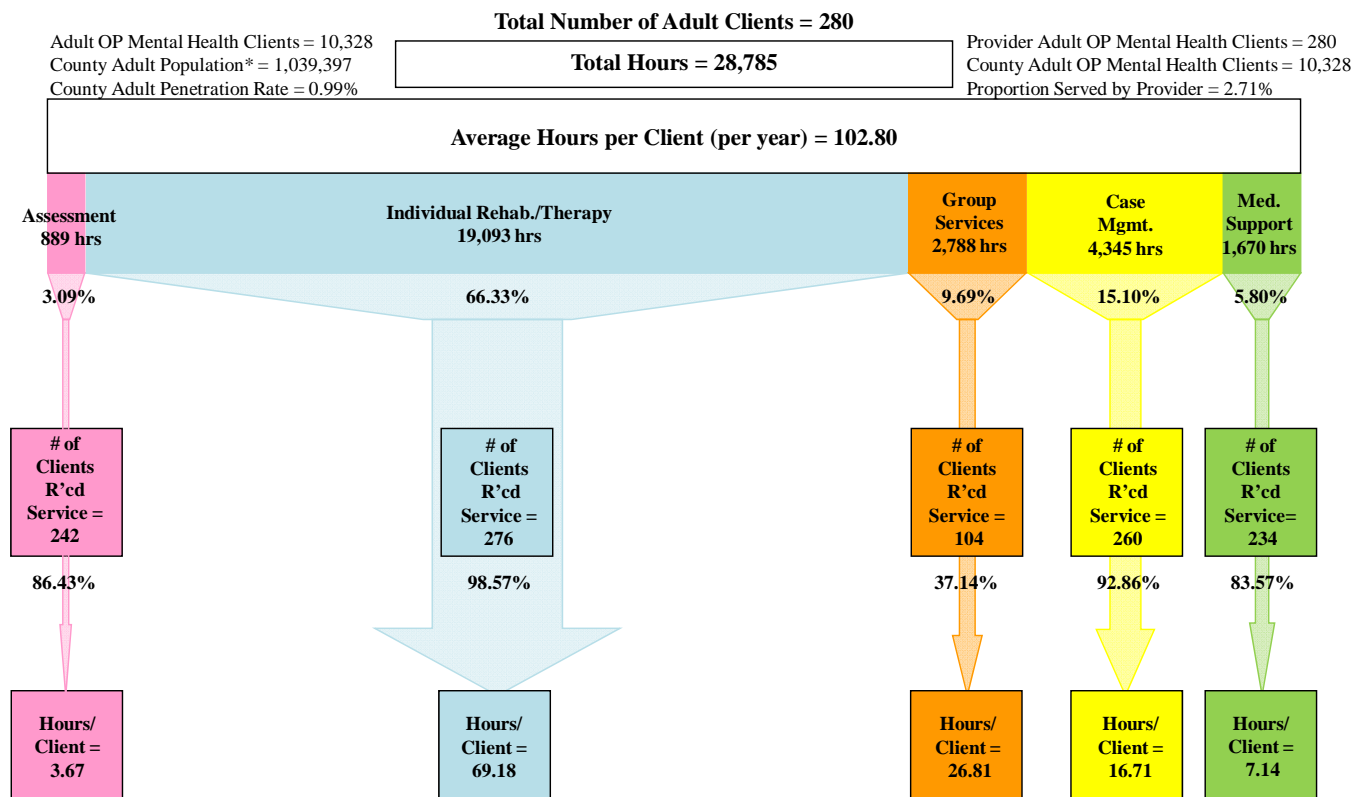 Total Number of Adult Clients = 280
Adult OP Mental Health Clients = 10,328
County Adult Population* = 1,039,397
County Adult Penetration Rate = 0.99%
Total Hours = 28,785
Provider Adult OP Mental Health Clients = 280
County Adult OP Mental Health Clients = 10,328
Proportion Served by Provider = 2.71%
Average Hours per Client (per year) = 102.80
Assessment
889 hrs
Individual Rehab./Therapy
19,093 hrs
Group
Services
2,788 hrs
Case
Mgmt.
4,345 hrs
Med.
Support
1,670 hrs
3.09%
66.33%
9.69%
15.10%
5.80%
# of
Clients
R’cd
Service =
242
# of
Clients
R’cd
Service =
276
# of
Clients
R’cd
Service =
104
# of
Clients
R’cd
Service =
260
# of
Clients
R’cd
Service=
234
86.43%
98.57%
37.14%
92.86%
83.57%
Hours/
Client =
3.67
Hours/
Client =
69.18
Hours/
Client =
26.81
Hours/
Client =
16.71
Hours/
Client =
7.14